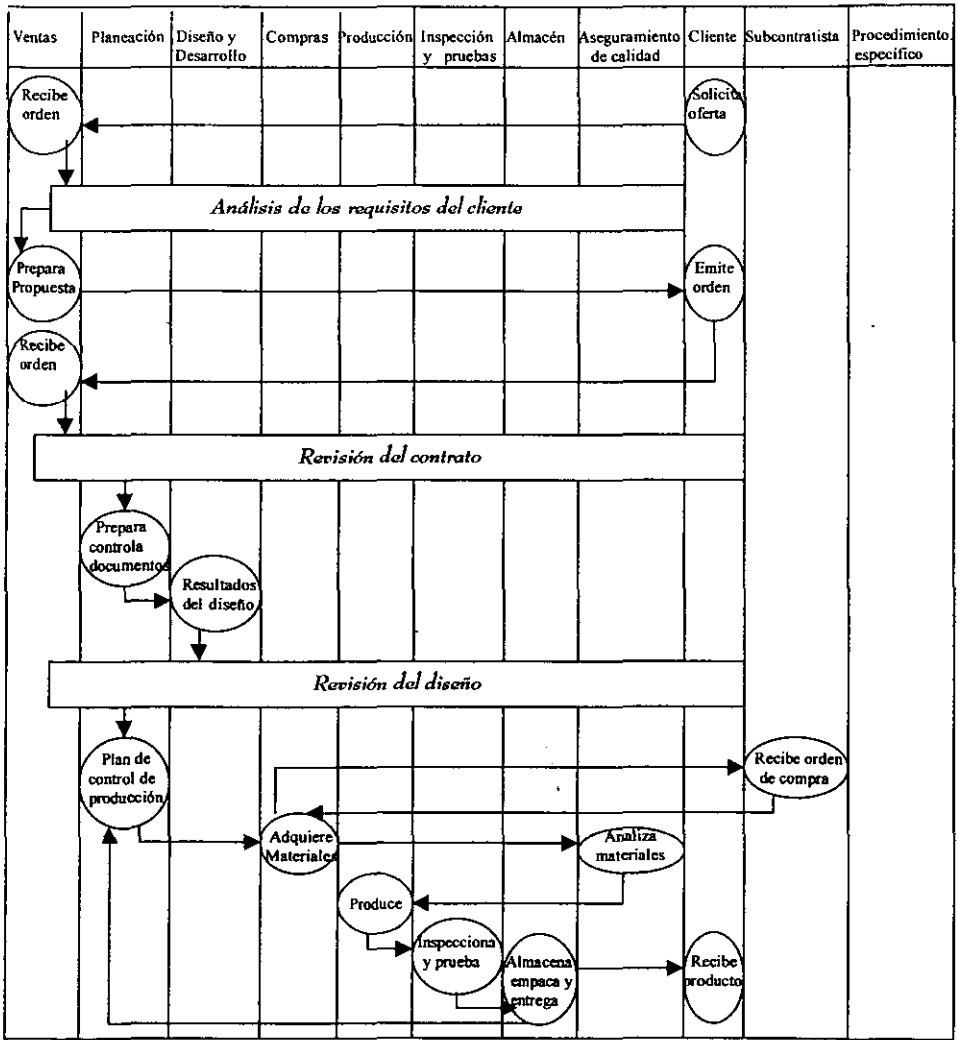 Ventas
Planeación
Diseño y
Desarrollo
Compras
Producción
Inspección
y pruebas
Almacén
Aseguramiento
de calidad
Cliente
Subcontratista
Procedimiento
específico
Recibe
orden
Solicita
oferta
Análisis de los requisitos del cliente
Prepara
Propuesta
Emite
orden
Recibe
orden
Revisión del contrato
Prepara
controla
documentos
Resultados
del diseño
Revisión del diseño
Plan de
control de
producción
Recibe orden
de compra
Adquiere
Materiales
Analiza
materiales
Produce
Inspecciona
y prueba
Almacena
empaca y
entrega
Recibe
producto